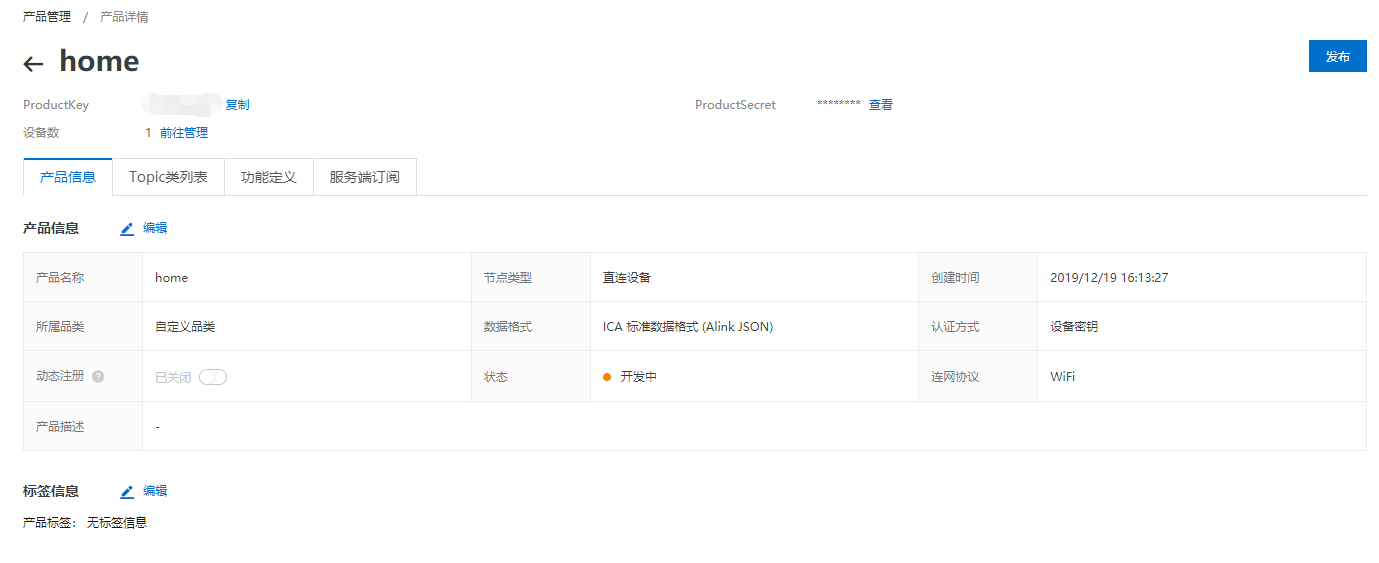 产品管理 / 产品详情
home
发布
ProductKey 复制 ProductSecret ******** 查看
设备数 1 前往管理
产品信息 Topic类列表 功能定义 服务端订阅
产品信息 编辑
产品名称 home 节点类型 直连设备 创建时间 2019/12/19 16:13:27
所属品类 自定义品类 数据格式 ICA 标准数据格式 (Alink JSON) 认证方式 设备密钥
动态注册 ? 已关闭 状态 开发中 连网协议 WiFi
产品描述 -
标签信息 编辑
产品标签： 无标签信息